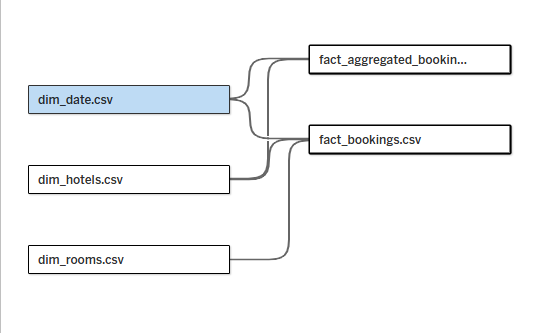 fact_aggregated_bookin...
dim_date.csv
fact_bookings.csv
dim_hotels.csv
dim_rooms.csv